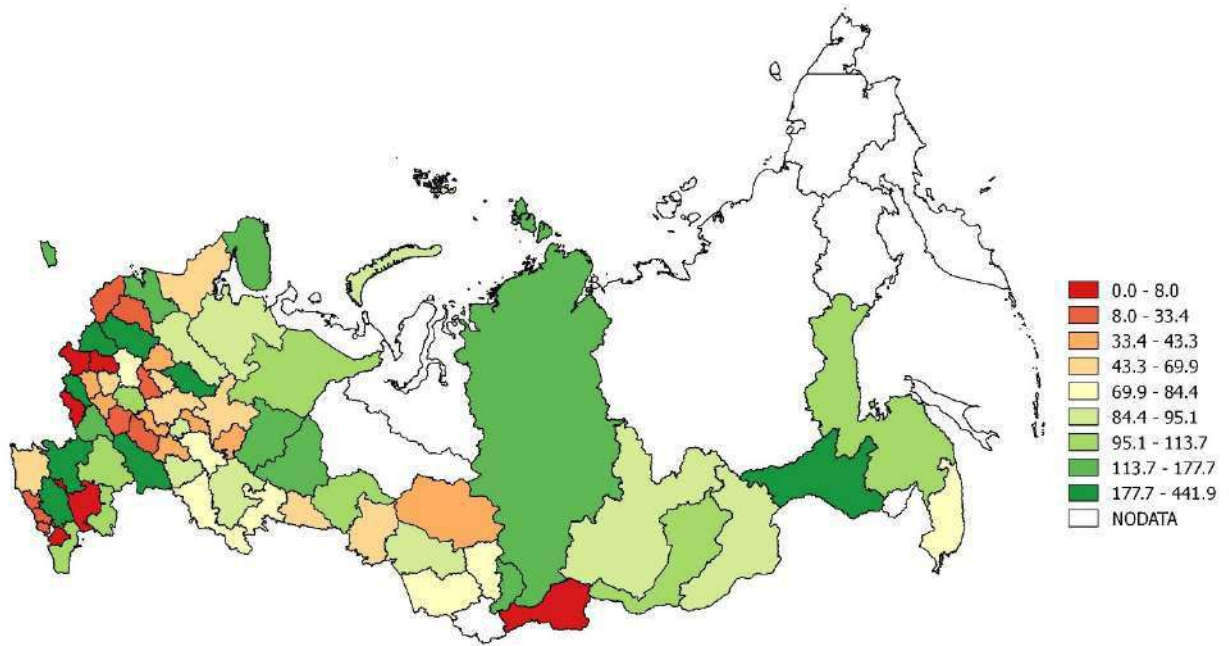 0.0 - 8.0
8.0 - 33.4
33.4 - 43.3
43.3 - 69.9
69.9 - 84.4
84.4 - 95.1
95.1 - 113.7
113.7 - 177.7
177.7 - 441.9
NODATA